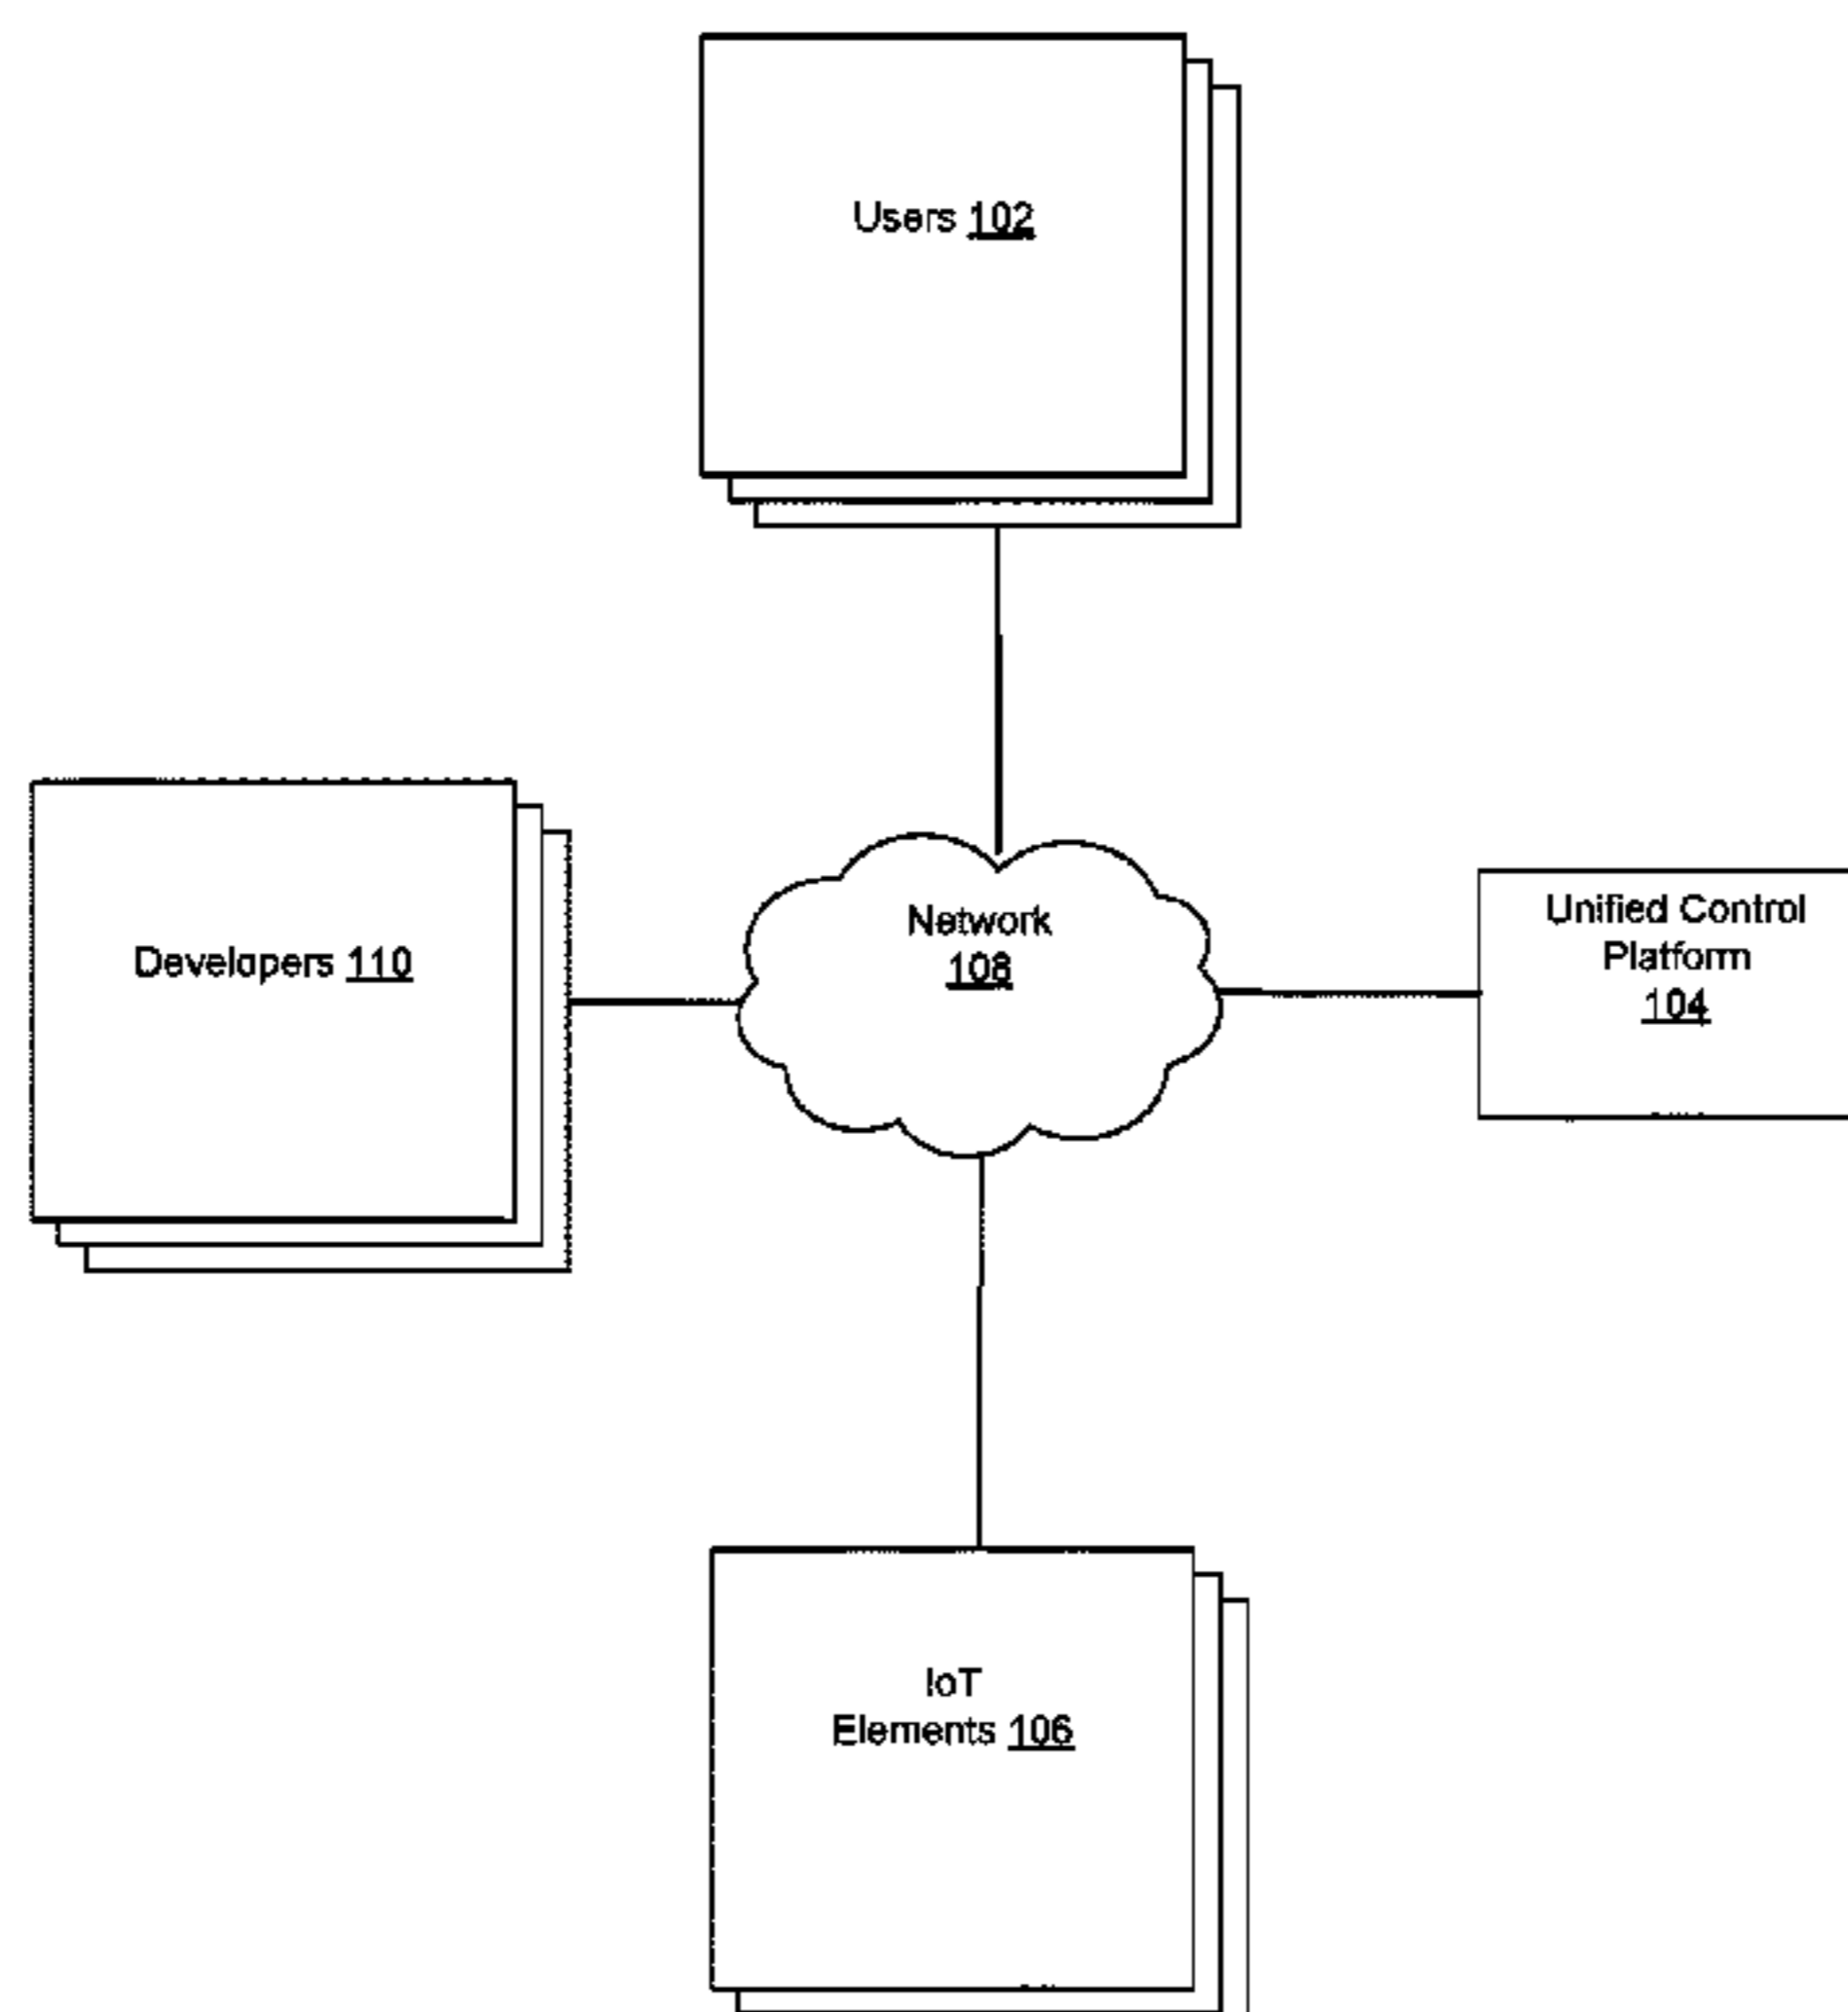 Users 102
Developers 110
Network
108
Unified Control
Platform
104
IoT
Elements 106